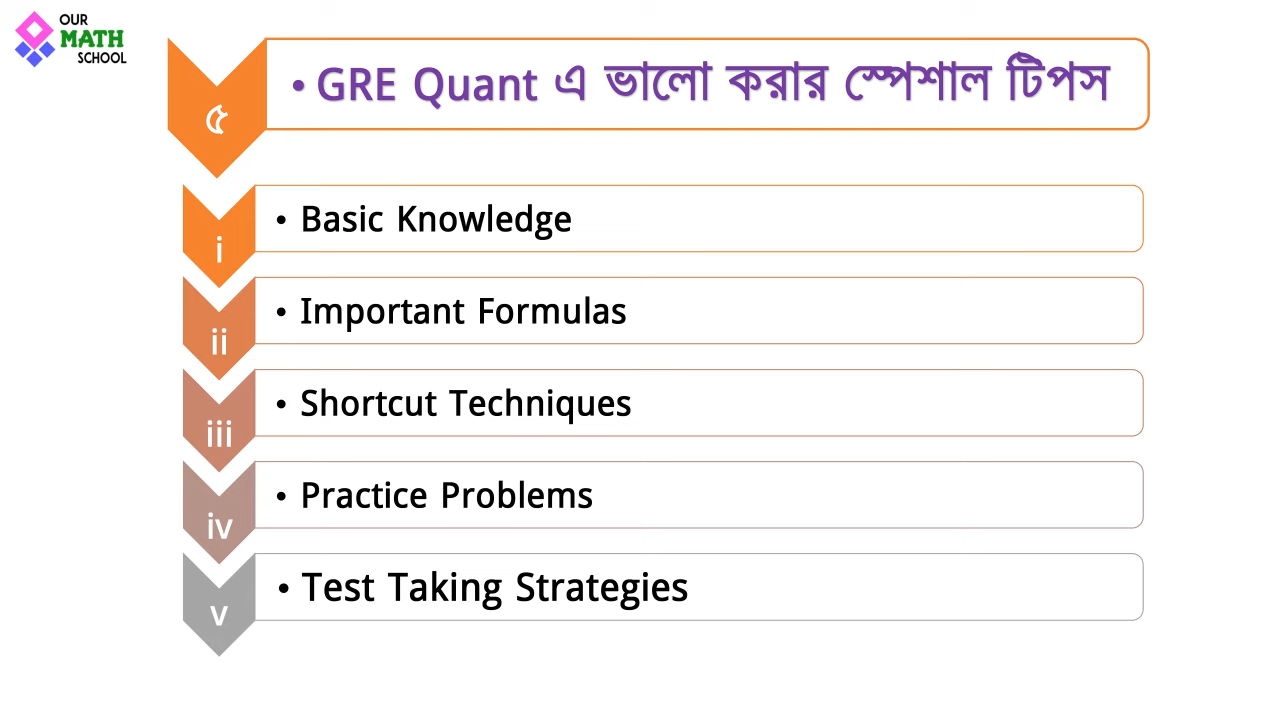 OUR
MATH
SCHOOL
৫
• GRE Quant এ ভালো করার স্পেশাল টিপস
i
• Basic Knowledge
ii
• Important Formulas
iii
• Shortcut Techniques
iv
• Practice Problems
v
• Test Taking Strategies